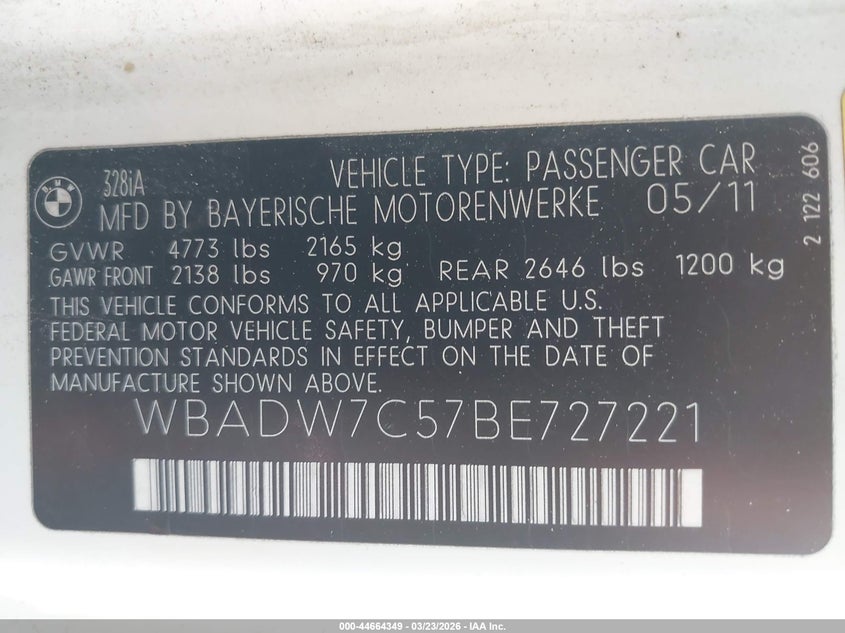 BMW
328iA
VEHICLE TYPE: PASSENGER CAR
MFD BY BAYERISCHE MOTORENWERKE 05/11
GVWR 4773 lbs 2165 kg
GAWR FRONT 2138 lbs 970 kg REAR 2646 lbs 1200 kg
THIS VEHICLE CONFORMS TO ALL APPLICABLE U.S.
FEDERAL MOTOR VEHICLE SAFETY, BUMPER AND THEFT
PREVENTION STANDARDS IN EFFECT ON THE DATE OF
MANUFACTURE SHOWN ABOVE.
WBADW7C57BE727221
2 122 606
000-44664349 - 03/23/2026 - IAA Inc.